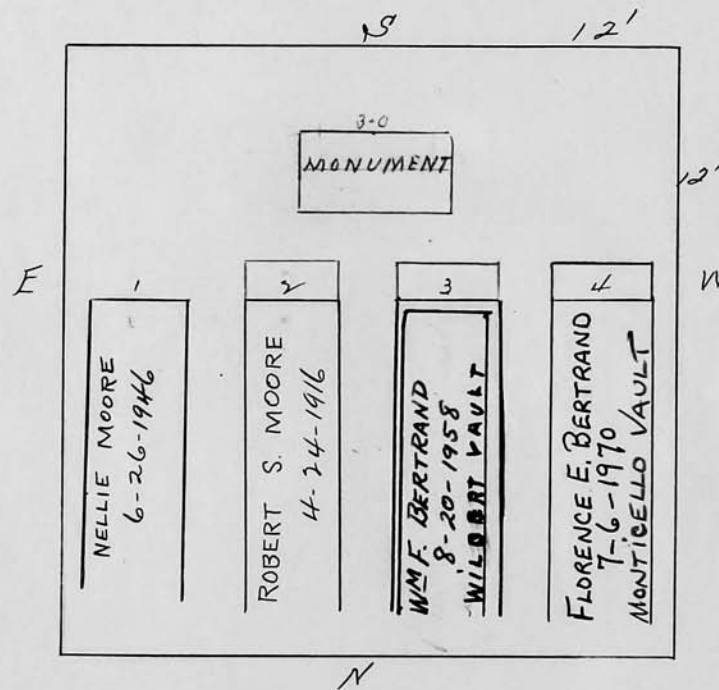 S
12'
3-0
MONUMENT
12'
E
W
1
2
3
4
NELLIE MOORE
6-26-1946
ROBERT S. MOORE
4-24-1916
WM F. BERTRAND
8-20-1958
WILBERT VAULT
FLORENCE E. BERTRAND
7-6-1970
MONTICELLO VAULT
N